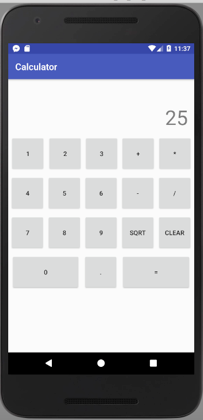 11:37
Calculator
25
1 2 3 + *
4 5 6 - /
7 8 9 SQRT CLEAR
0 . =